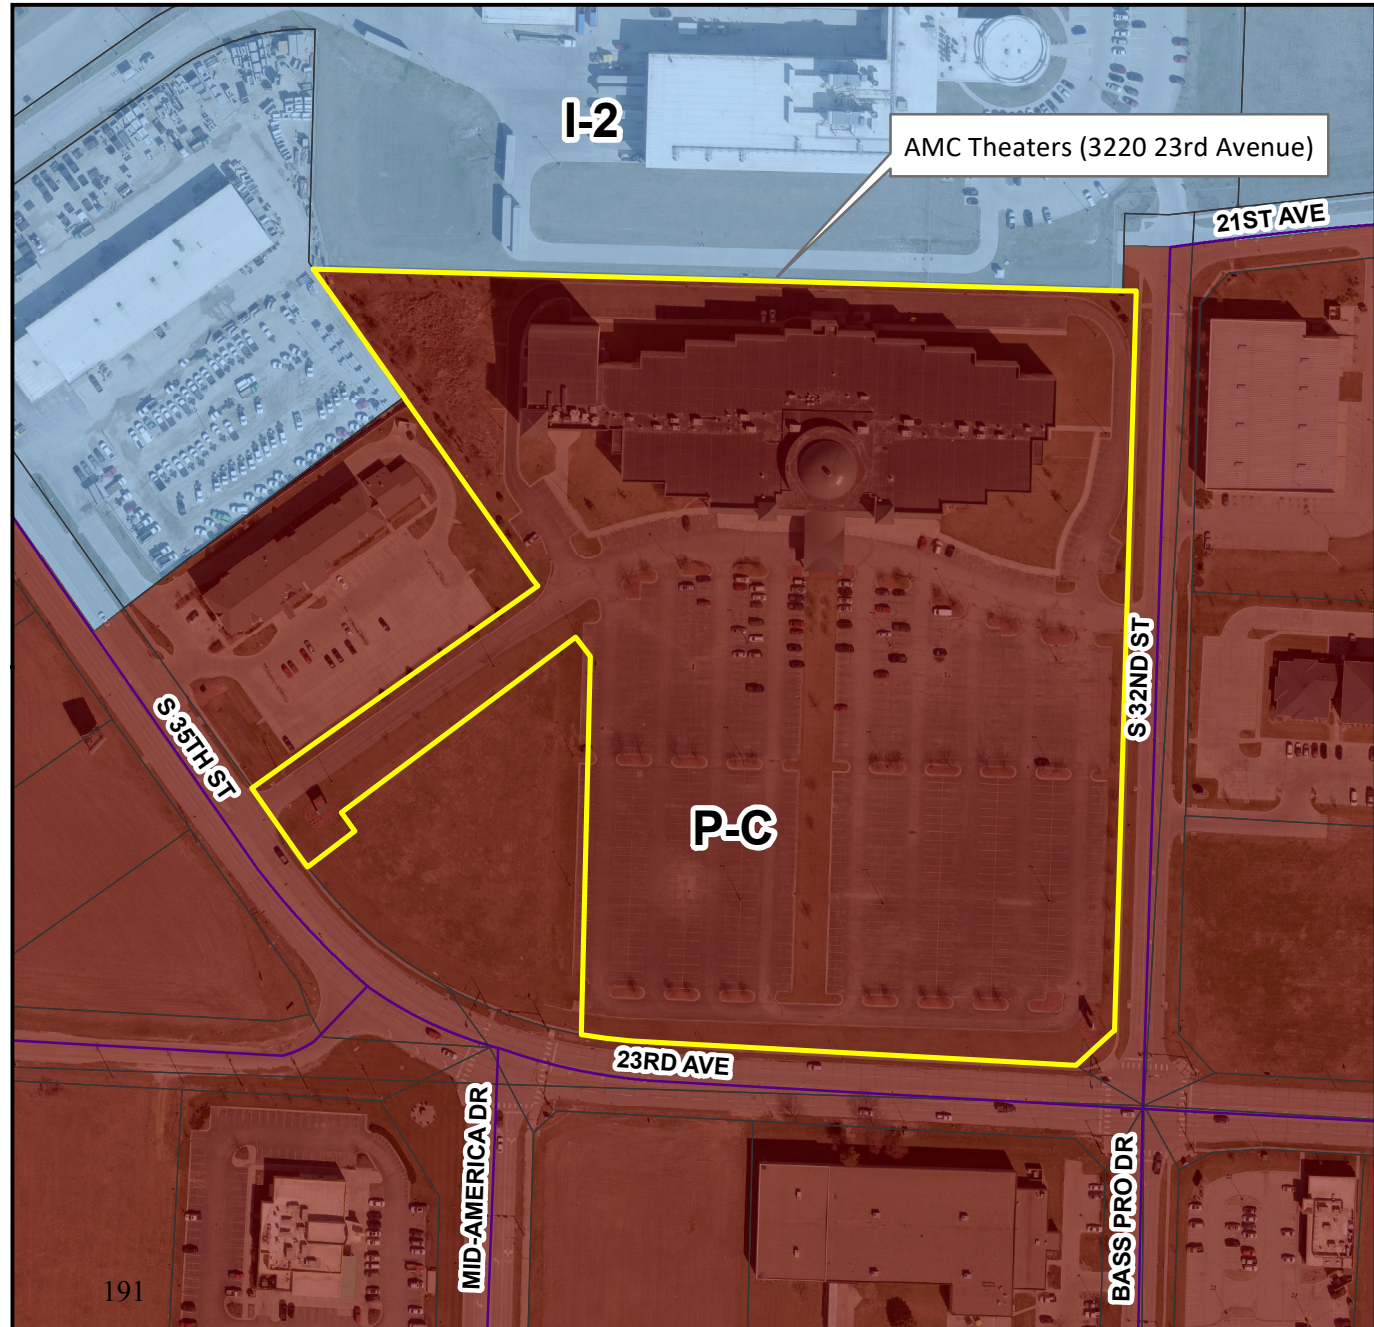 I-2
AMC Theaters (3220 23rd Avenue)
21ST AVE
S 32ND ST
S 35TH ST
P-C
23RD AVE
MID-AMERICA DR
BASS PRO DR
191